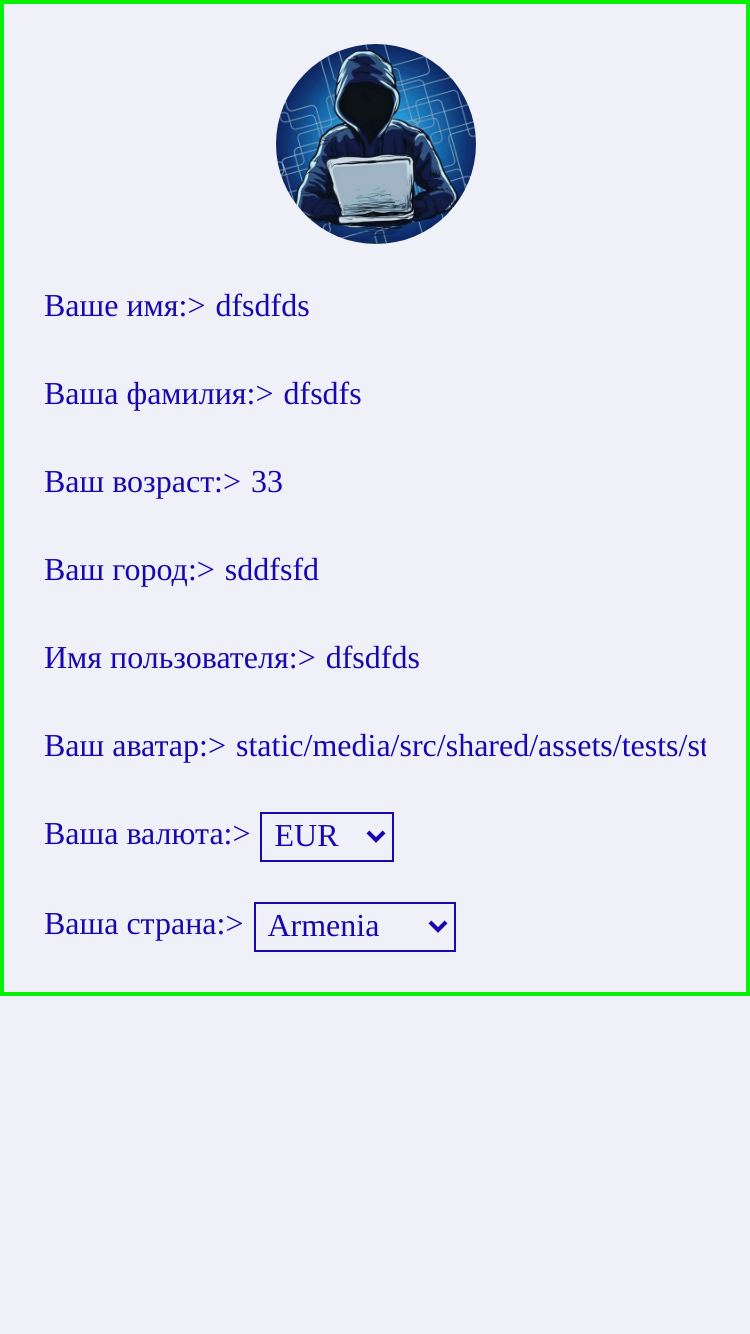 Ваше имя:> dfsdfds
Ваша фамилия:> dfsdfs
Ваш возраст:> 33
Ваш город:> sddfsfd
Имя пользователя:> dfsdfds
Ваш аватар:> static/media/src/shared/assets/tests/st
Ваша валюта:> EUR
Ваша страна:> Armenia